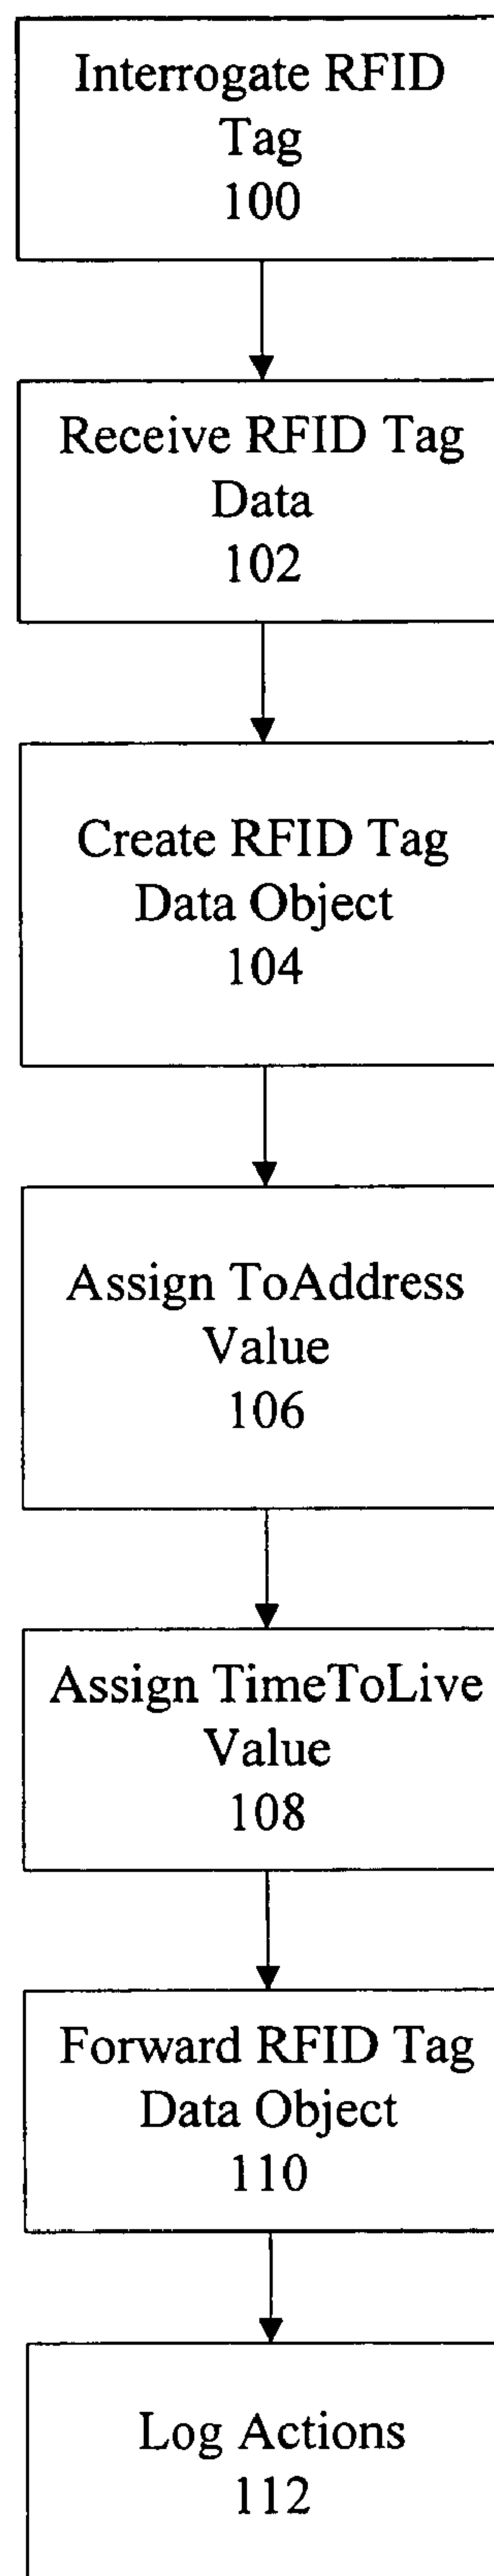 Interrogate RFID
Tag
100
Receive RFID Tag
Data
102
Create RFID Tag
Data Object
104
Assign ToAddress
Value
106
Assign TimeToLive
Value
108
Forward RFID Tag
Data Object
110
Log Actions
112